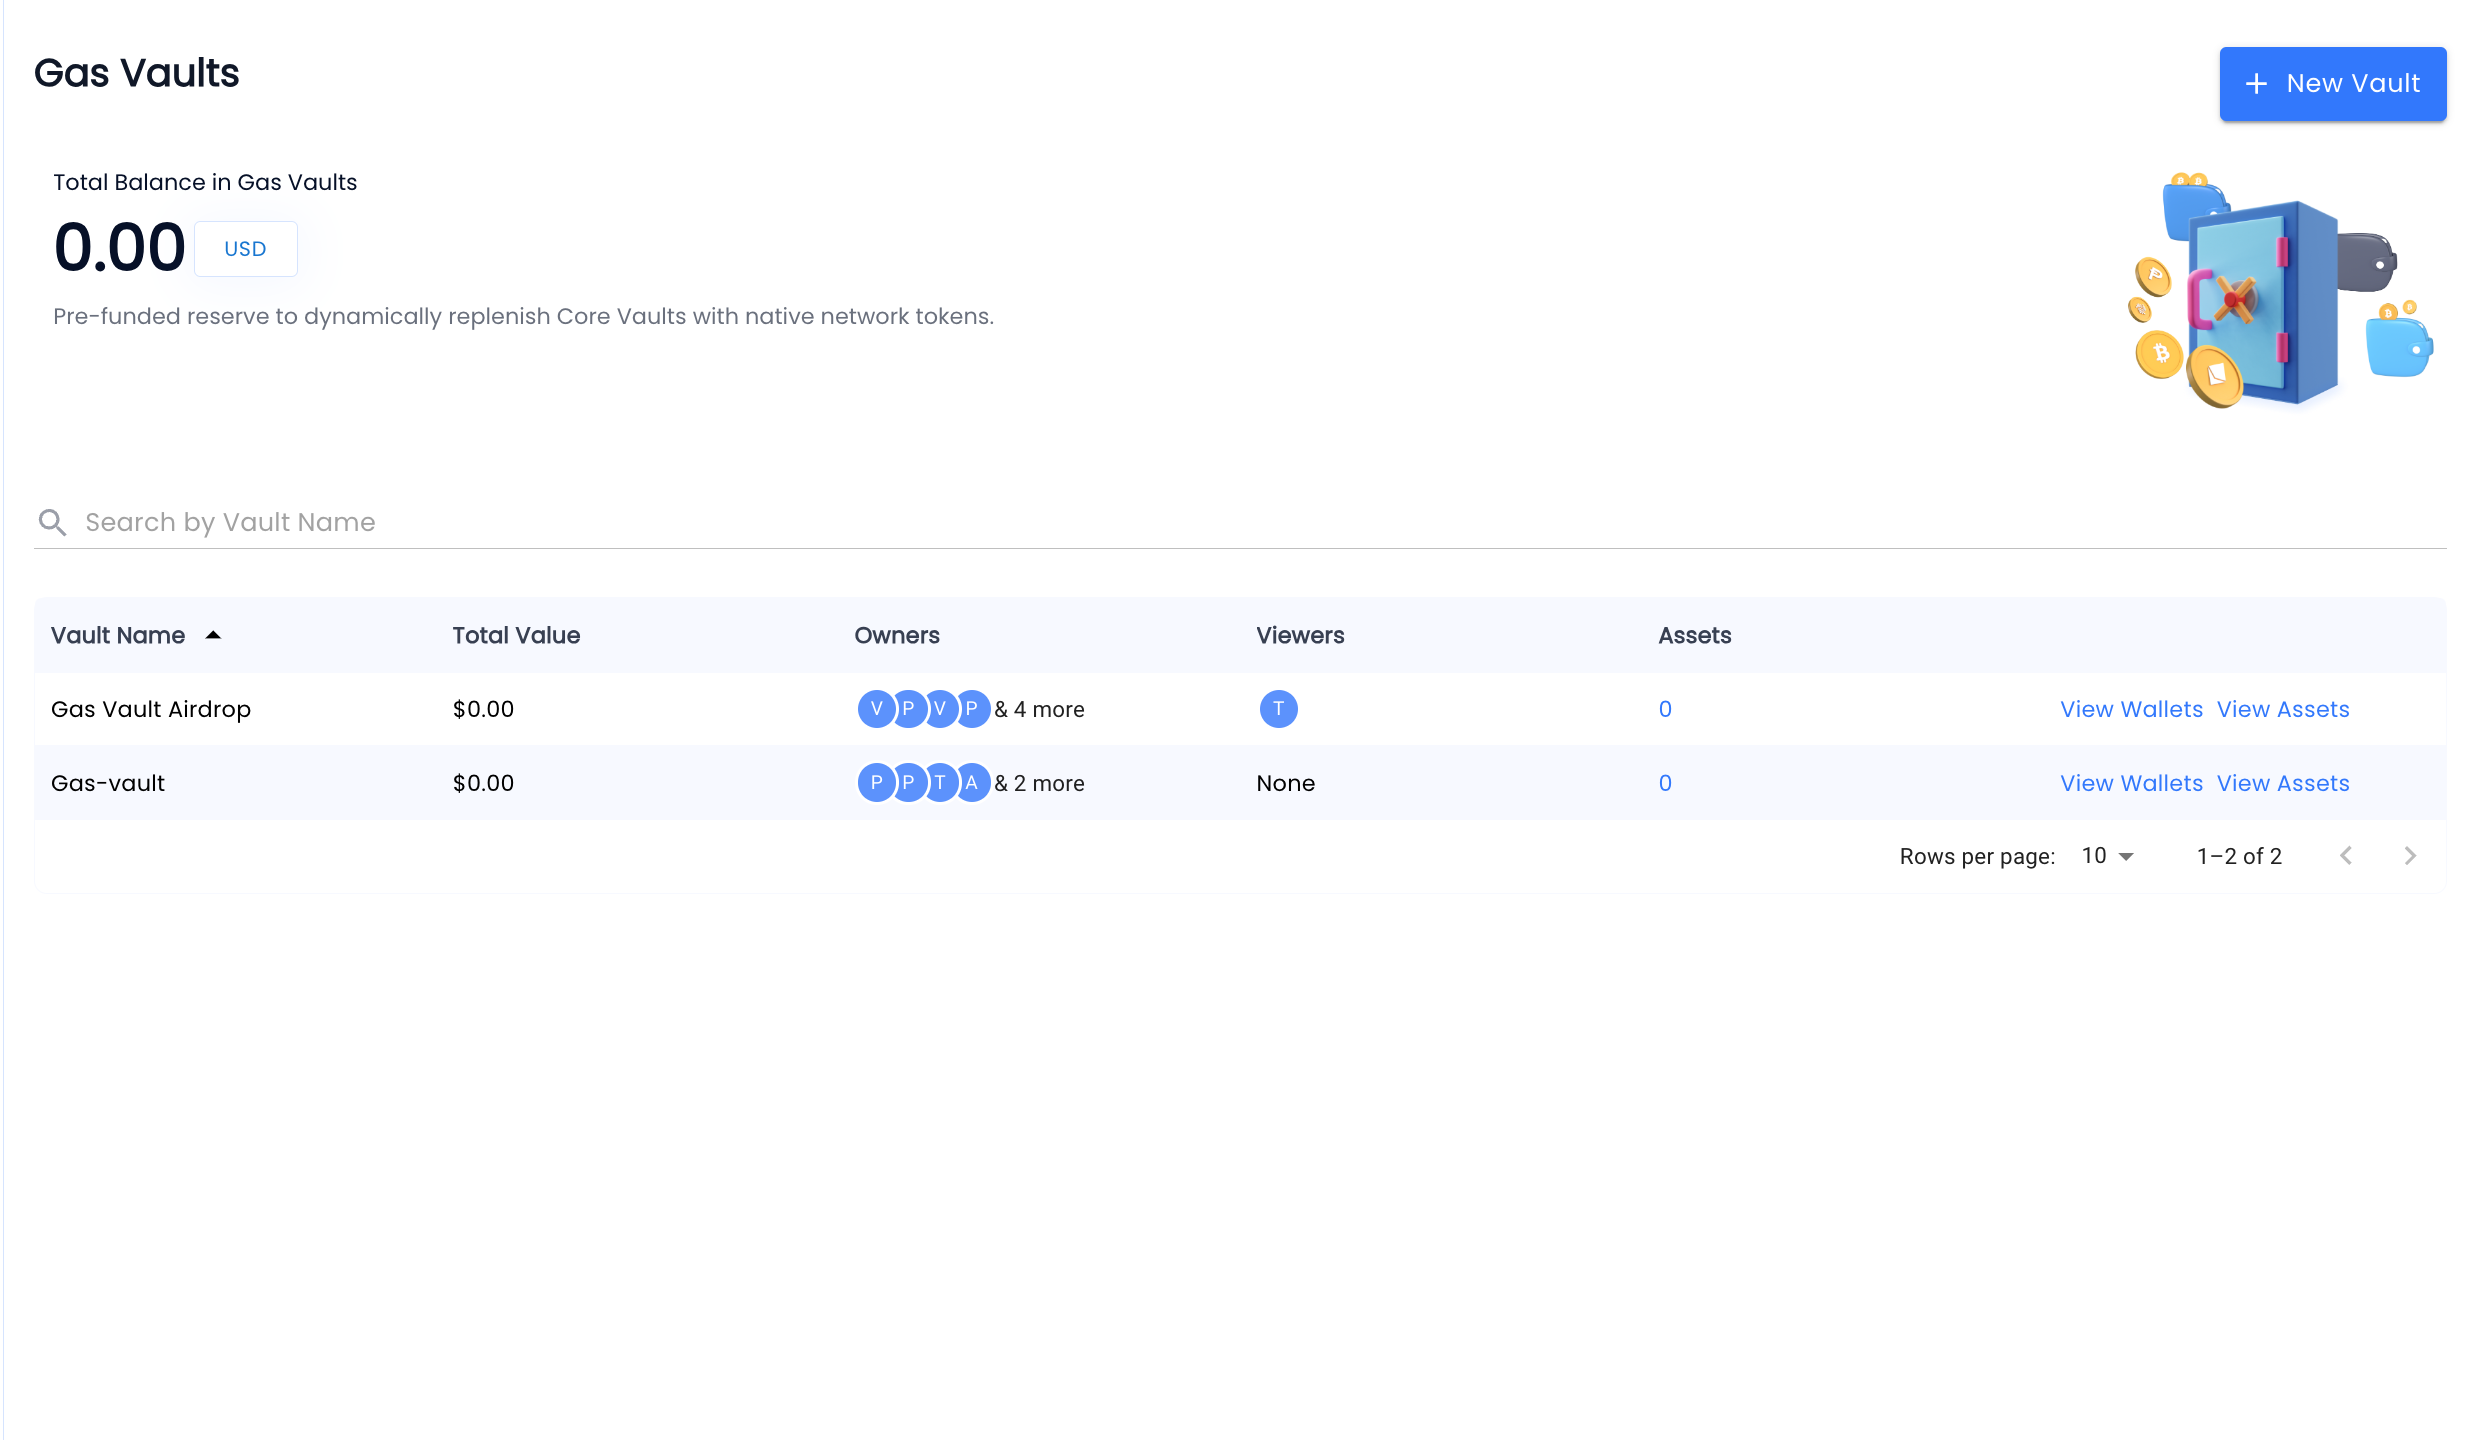 Gas Vaults
New Vault
Total Balance in Gas Vaults
0.00 USD
Pre-funded reserve to dynamically replenish Core Vaults with native network tokens.
Search by Vault Name
Vault Name Total Value Owners Viewers Assets
Gas Vault Airdrop $0.00 V P V P & 4 more T 0 View Wallets View Assets
Gas-vault $0.00 P P T A & 2 more None 0 View Wallets View Assets
Rows per page: 10 1–2 of 2